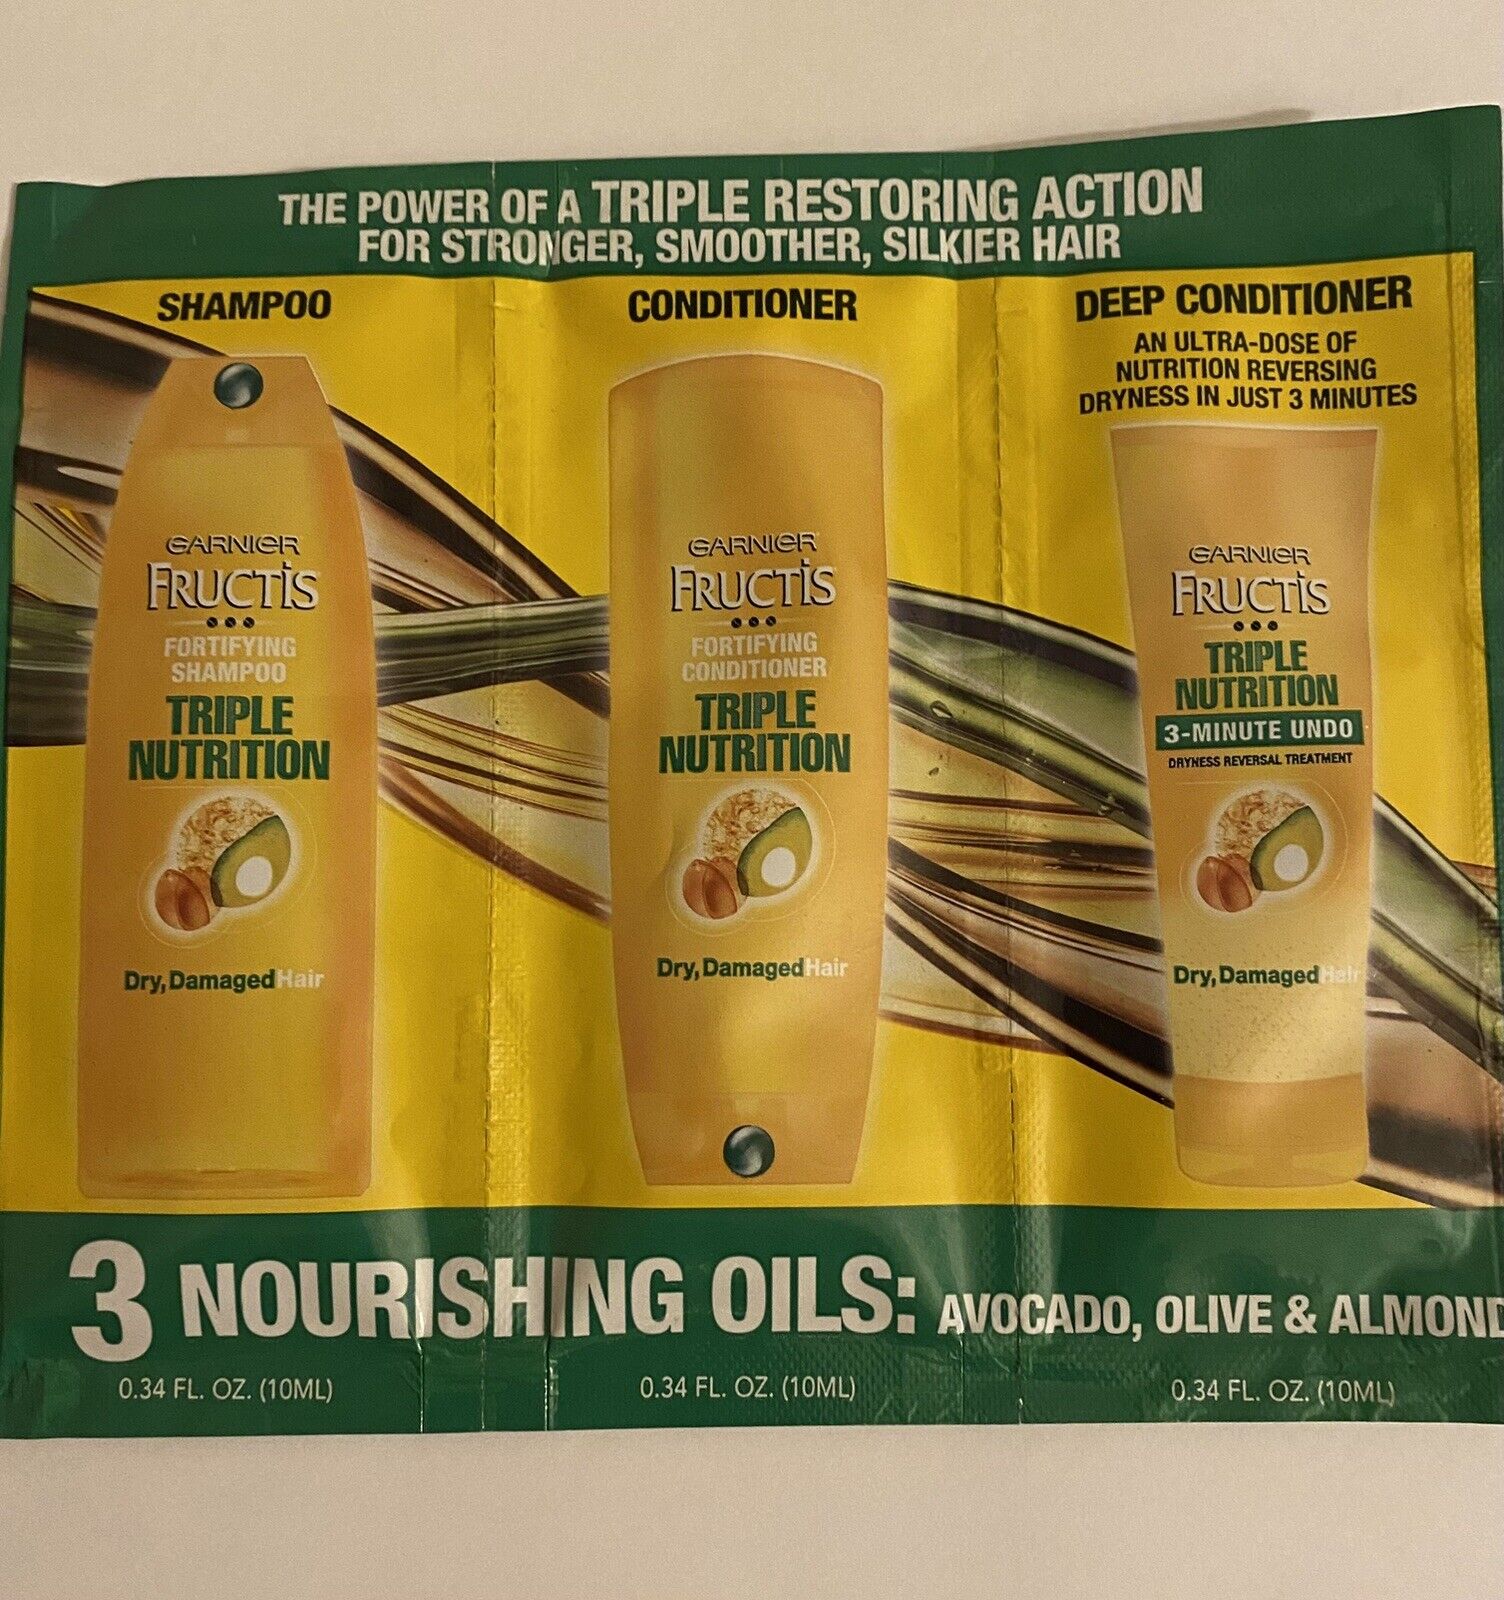 THE POWER OF A TRIPLE RESTORING ACTION
FOR STRONGER, SMOOTHER, SILKIER HAIR
SHAMPOO
GARNIER
FRUCTIS
FORTIFYING
SHAMPOO
TRIPLE
NUTRITION
Dry, Damaged Hair
CONDITIONER
GARNIER
FRUCTIS
FORTIFYING
CONDITIONER
TRIPLE
NUTRITION
Dry, Damaged Hair
DEEP CONDITIONER
AN ULTRA-DOSE OF
NUTRITION REVERSING
DRYNESS IN JUST 3 MINUTES
GARNIER
FRUCTIS
TRIPLE
NUTRITION
3-MINUTE UNDO
DRYNESS REVERSAL TREATMENT
Dry, Damaged Hair
3 NOURISHING OILS: AVOCADO, OLIVE & ALMOND
0.34 FL. OZ. (10ML)
0.34 FL. OZ. (10ML)
0.34 FL. OZ. (10ML)